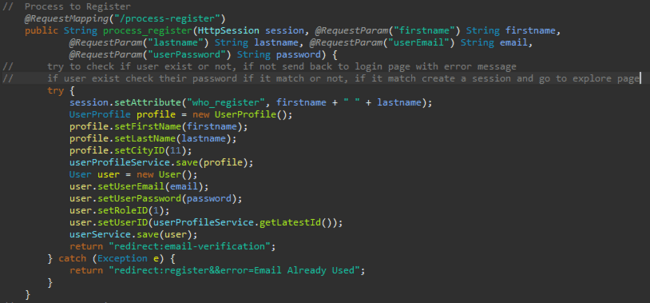 //	Process to Register
	@RequestMapping("/process-register")
	public String process_register(HttpSession session, @RequestParam("firstname") String firstname,
			@RequestParam("lastname") String lastname, @RequestParam("userEmail") String email,
			@RequestParam("userPassword") String password) {
//		try to check if user exist or not, if not send back to login page with error message
//		if user exist check their password if it match or not, if it match create a session and go to explore page
		try {
			session.setAttribute("who_register", firstname + " " + lastname);
			UserProfile profile = new UserProfile();
			profile.setFirstName(firstname);
			profile.setLastName(lastname);
			profile.setCityID(11);
			userProfileService.save(profile);
			User user = new User();
			user.setUserEmail(email);
			user.setUserPassword(password);
			user.setRoleID(1);
			user.setUserID(userProfileService.getLatestId());
			userService.save(user);
			return "redirect:email-verification";
		} catch (Exception e) {
			return "redirect:register&&error=Email Already Used";
		}
	}